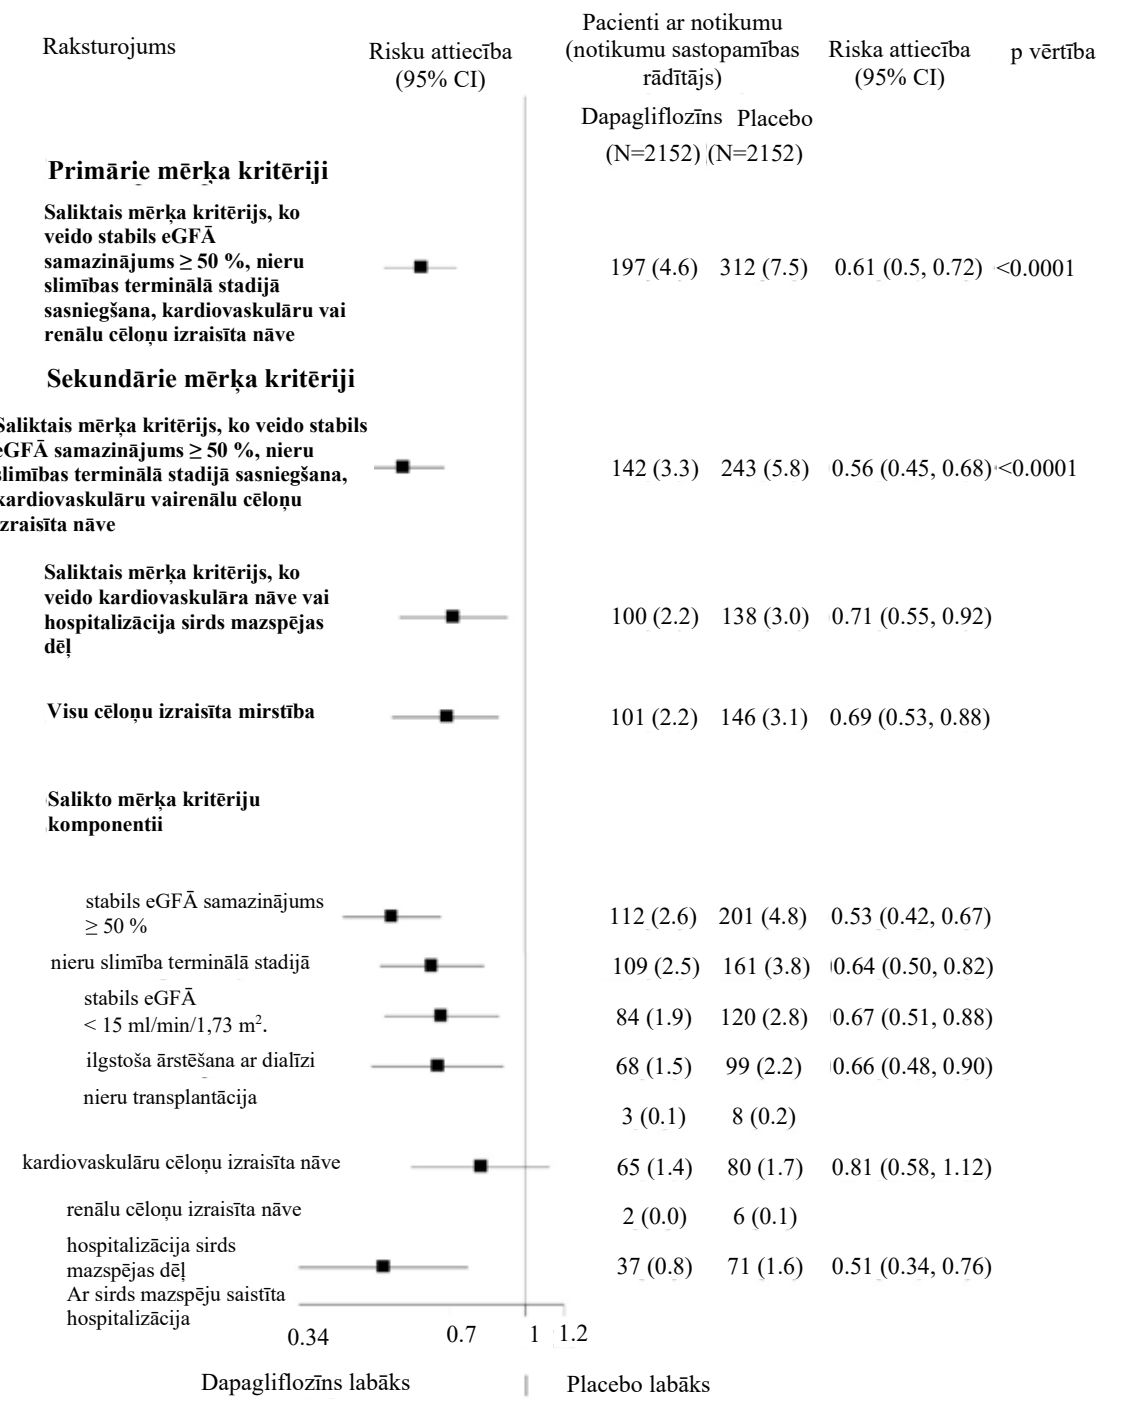 Raksturojums
Risku attiecība
(95% CI)
Pacienti ar notikumu
(notikumu sastopamības
rādītājs)
Riska attiecība
(95% CI)
p vērtība
Dapagliflozīns Placebo
(N=2152) (N=2152)
Primārie mērķa kritēriji
Saliktais mērķa kritērijs, ko
veido stabils eGFĀ
samazinājums ≥ 50 %, nieru
slimības terminālā stadijā
sasniegšana, kardiovaskulāru vai
renālu cēloņu izraisīta nāve
197 (4.6) 312 (7.5) 0.61 (0.5, 0.72) <0.0001
Sekundārie mērķa kritēriji
Saliktais mērķa kritērijs, ko veido stabils
eGFĀ samazinājums ≥ 50 %, nieru
slimības terminālā stadijā sasniegšana,
kardiovaskulāru vairenālu cēloņu
izraisīta nāve
142 (3.3) 243 (5.8) 0.56 (0.45, 0.68) <0.0001
Saliktais mērķa kritērijs, ko
veido kardiovaskulāra nāve vai
hospitalizācija sirds mazspējas
dēļ
100 (2.2) 138 (3.0) 0.71 (0.55, 0.92)
Visu cēloņu izraisīta mirstība
101 (2.2) 146 (3.1) 0.69 (0.53, 0.88)
Salikto mērķa kritēriju
komponentii
stabils eGFĀ samazinājums
≥ 50 %
112 (2.6) 201 (4.8) 0.53 (0.42, 0.67)
nieru slimība terminālā stadijā
109 (2.5) 161 (3.8) 0.64 (0.50, 0.82)
stabils eGFĀ
< 15 ml/min/1,73 m².
84 (1.9) 120 (2.8) 0.67 (0.51, 0.88)
ilgstoša ārstēšana ar dialīzi
68 (1.5) 99 (2.2) 0.66 (0.48, 0.90)
nieru transplantācija
3 (0.1) 8 (0.2)
kardiovaskulāru cēloņu izraisīta nāve
65 (1.4) 80 (1.7) 0.81 (0.58, 1.12)
renālu cēloņu izraisīta nāve
2 (0.0) 6 (0.1)
hospitalizācija sirds
mazspējas dēļ
37 (0.8) 71 (1.6) 0.51 (0.34, 0.76)
Ar sirds mazspēju saistīta
hospitalizācija
0.34 0.7 1 1.2
Dapagliflozīns labāks | Placebo labāks